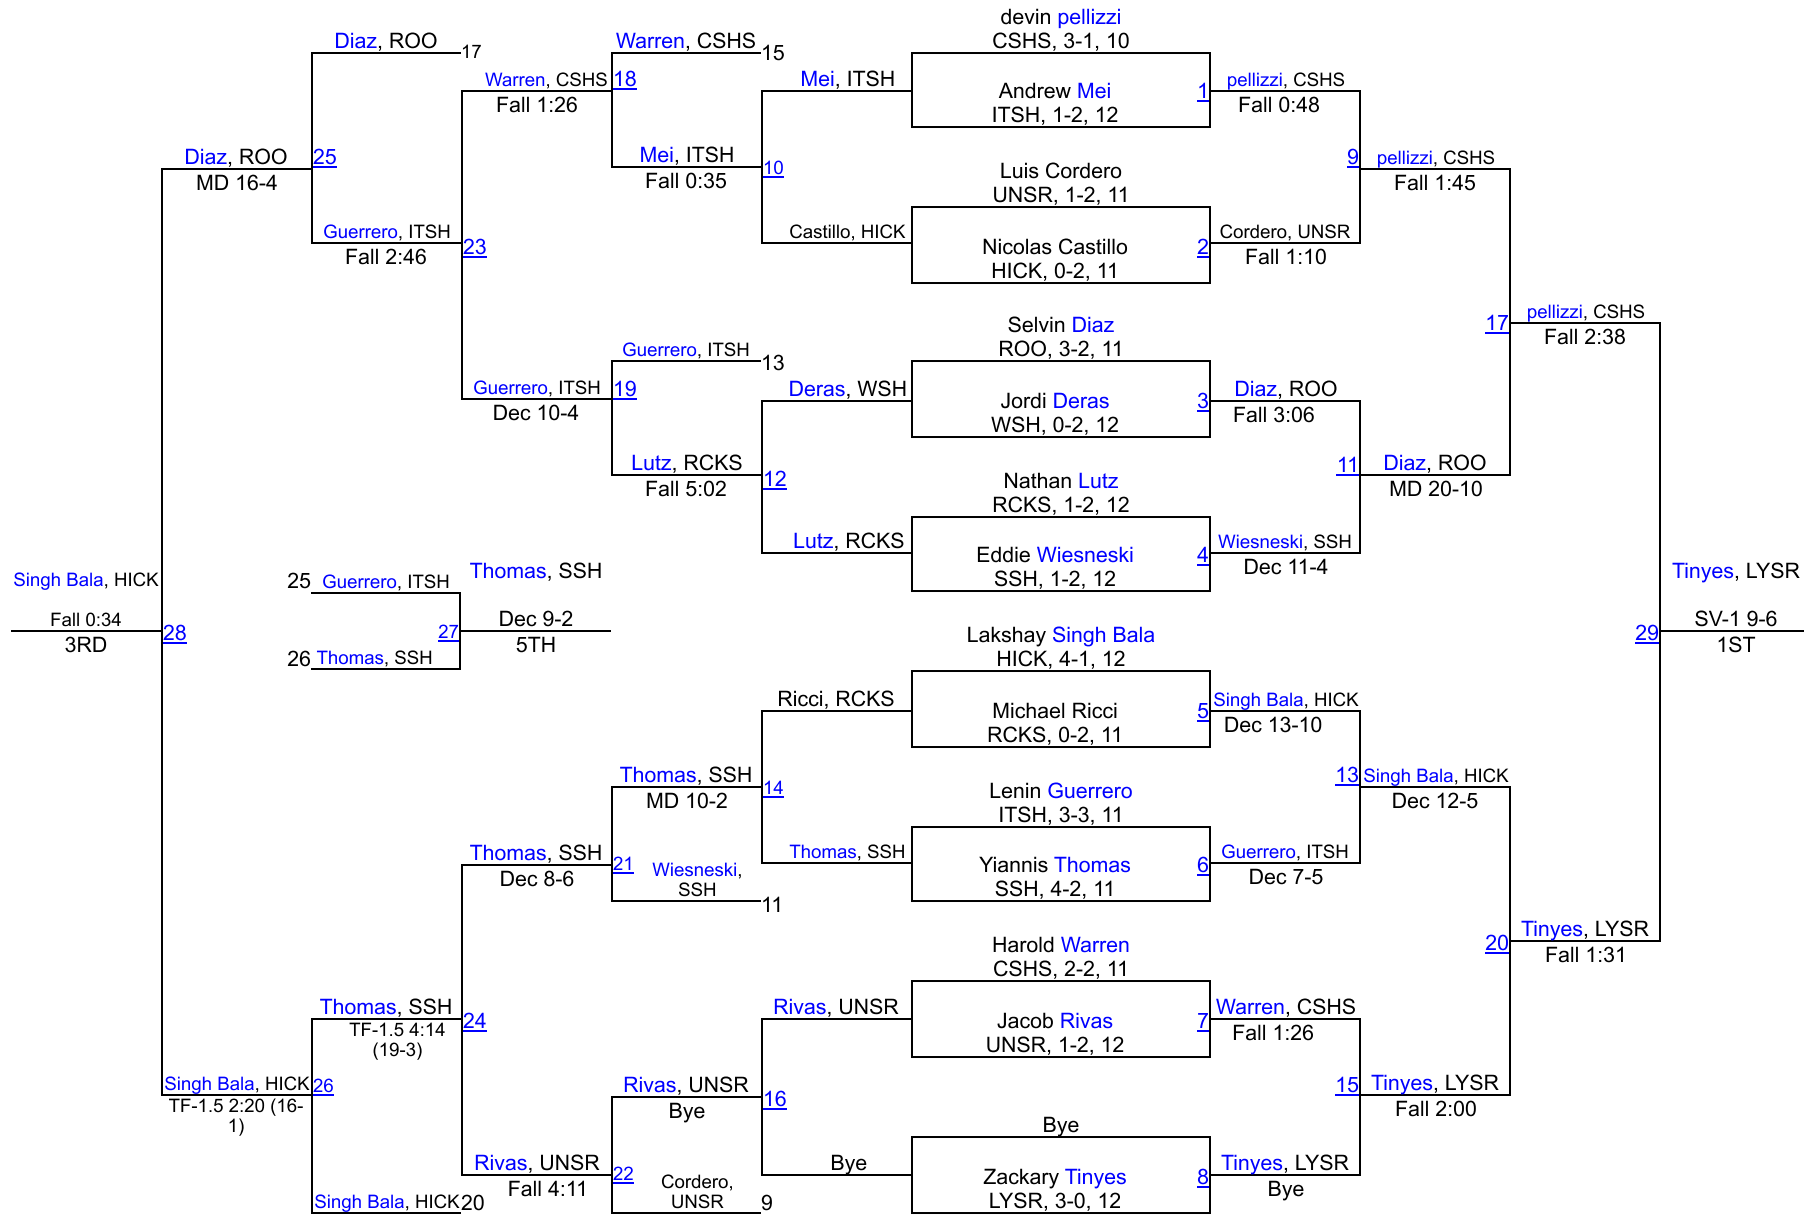 devin pellizzi
CSHS, 3-1, 10
Andrew Mei
ITSH, 1-2, 12
1
Luis Cordero
UNSR, 1-2, 11
Nicolas Castillo
HICK, 0-2, 11
2
Selvin Diaz
ROO, 3-2, 11
Jordi Deras
WSH, 0-2, 12
3
Nathan Lutz
RCKS, 1-2, 12
Eddie Wiesneski
SSH, 1-2, 12
4
Lakshay Singh Bala
HICK, 4-1, 12
Michael Ricci
RCKS, 0-2, 11
5
Lenin Guerrero
ITSH, 3-3, 11
Yiannis Thomas
SSH, 4-2, 11
6
Harold Warren
CSHS, 2-2, 11
Jacob Rivas
UNSR, 1-2, 12
7
Bye
Zackary Tinyes
LYSR, 3-0, 12
8
pellizzi, CSHS
Fall 0:48
Cordero, UNSR
Fall 1:10
9
Diaz, ROO
Fall 3:06
Wiesneski, SSH
Dec 11-4
11
Singh Bala, HICK
Dec 13-10
Guerrero, ITSH
Dec 7-5
13
Warren, CSHS
Fall 1:26
Tinyes, LYSR
Bye
15
pellizzi, CSHS
Fall 1:45
Diaz, ROO
MD 20-10
17
Singh Bala, HICK
Dec 12-5
Tinyes, LYSR
Fall 2:00
20
pellizzi, CSHS
Fall 2:38
Tinyes, LYSR
Fall 1:31
29
Tinyes, LYSR
SV-1 9-6
1ST
Mei, ITSH
Castillo, HICK
10
Deras, WSH
Lutz, RCKS
12
Ricci, RCKS
Thomas, SSH
14
Rivas, UNSR
Bye
16
Warren, CSHS
15
Mei, ITSH
Fall 0:35
18
Guerrero, ITSH
13
Lutz, RCKS
Fall 5:02
19
Thomas, SSH
MD 10-2
Wiesneski,
SSH
11
21
Rivas, UNSR
Bye
Cordero,
UNSR
9
22
Warren, CSHS
Fall 1:26
Guerrero, ITSH
Dec 10-4
23
Thomas, SSH
Dec 8-6
Rivas, UNSR
Fall 4:11
24
Diaz, ROO
17
Guerrero, ITSH
Fall 2:46
25
Thomas, SSH
TF-1.5 4:14
(19-3)
Singh Bala, HICK
20
26
25
Guerrero, ITSH
26
Thomas, SSH
27
Thomas, SSH
Dec 9-2
5TH
Diaz, ROO
MD 16-4
Singh Bala, HICK
TF-1.5 2:20 (16-
1)
28
Singh Bala, HICK
Fall 0:34
3RD